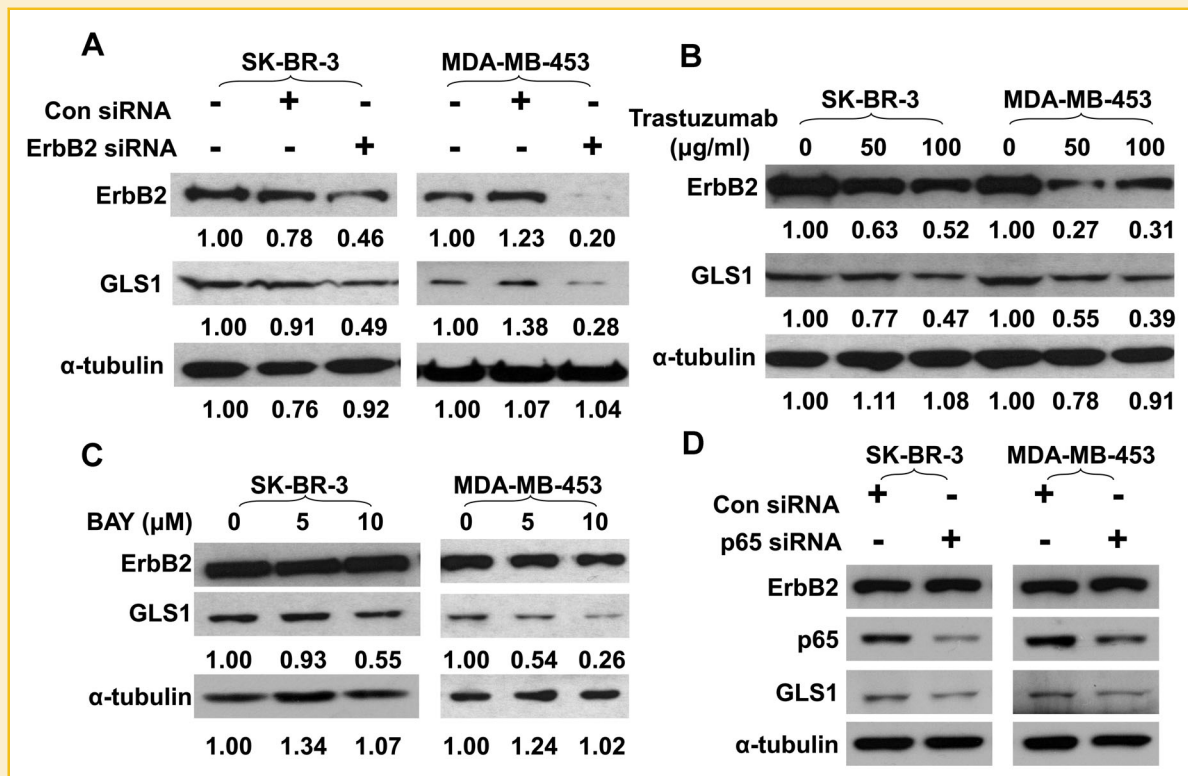 A
SK-BR-3 MDA-MB-453
Con siRNA - + - - + -
ErbB2 siRNA - - + - - +
ErbB2
1.00 0.78 0.46 1.00 1.23 0.20
GLS1
1.00 0.91 0.49 1.00 1.38 0.28
α-tubulin
1.00 0.76 0.92 1.00 1.07 1.04
B
SK-BR-3 MDA-MB-453
Trastuzumab
(µg/ml) 0 50 100 0 50 100
ErbB2
1.00 0.63 0.52 1.00 0.27 0.31
GLS1
1.00 0.77 0.47 1.00 0.55 0.39
α-tubulin
1.00 1.11 1.08 1.00 0.78 0.91
C
SK-BR-3 MDA-MB-453
BAY (µM) 0 5 10 0 5 10
ErbB2
GLS1
1.00 0.93 0.55 1.00 0.54 0.26
α-tubulin
1.00 1.34 1.07 1.00 1.24 1.02
D
SK-BR-3 MDA-MB-453
Con siRNA + - + -
p65 siRNA - + - +
ErbB2
p65
GLS1
α-tubulin